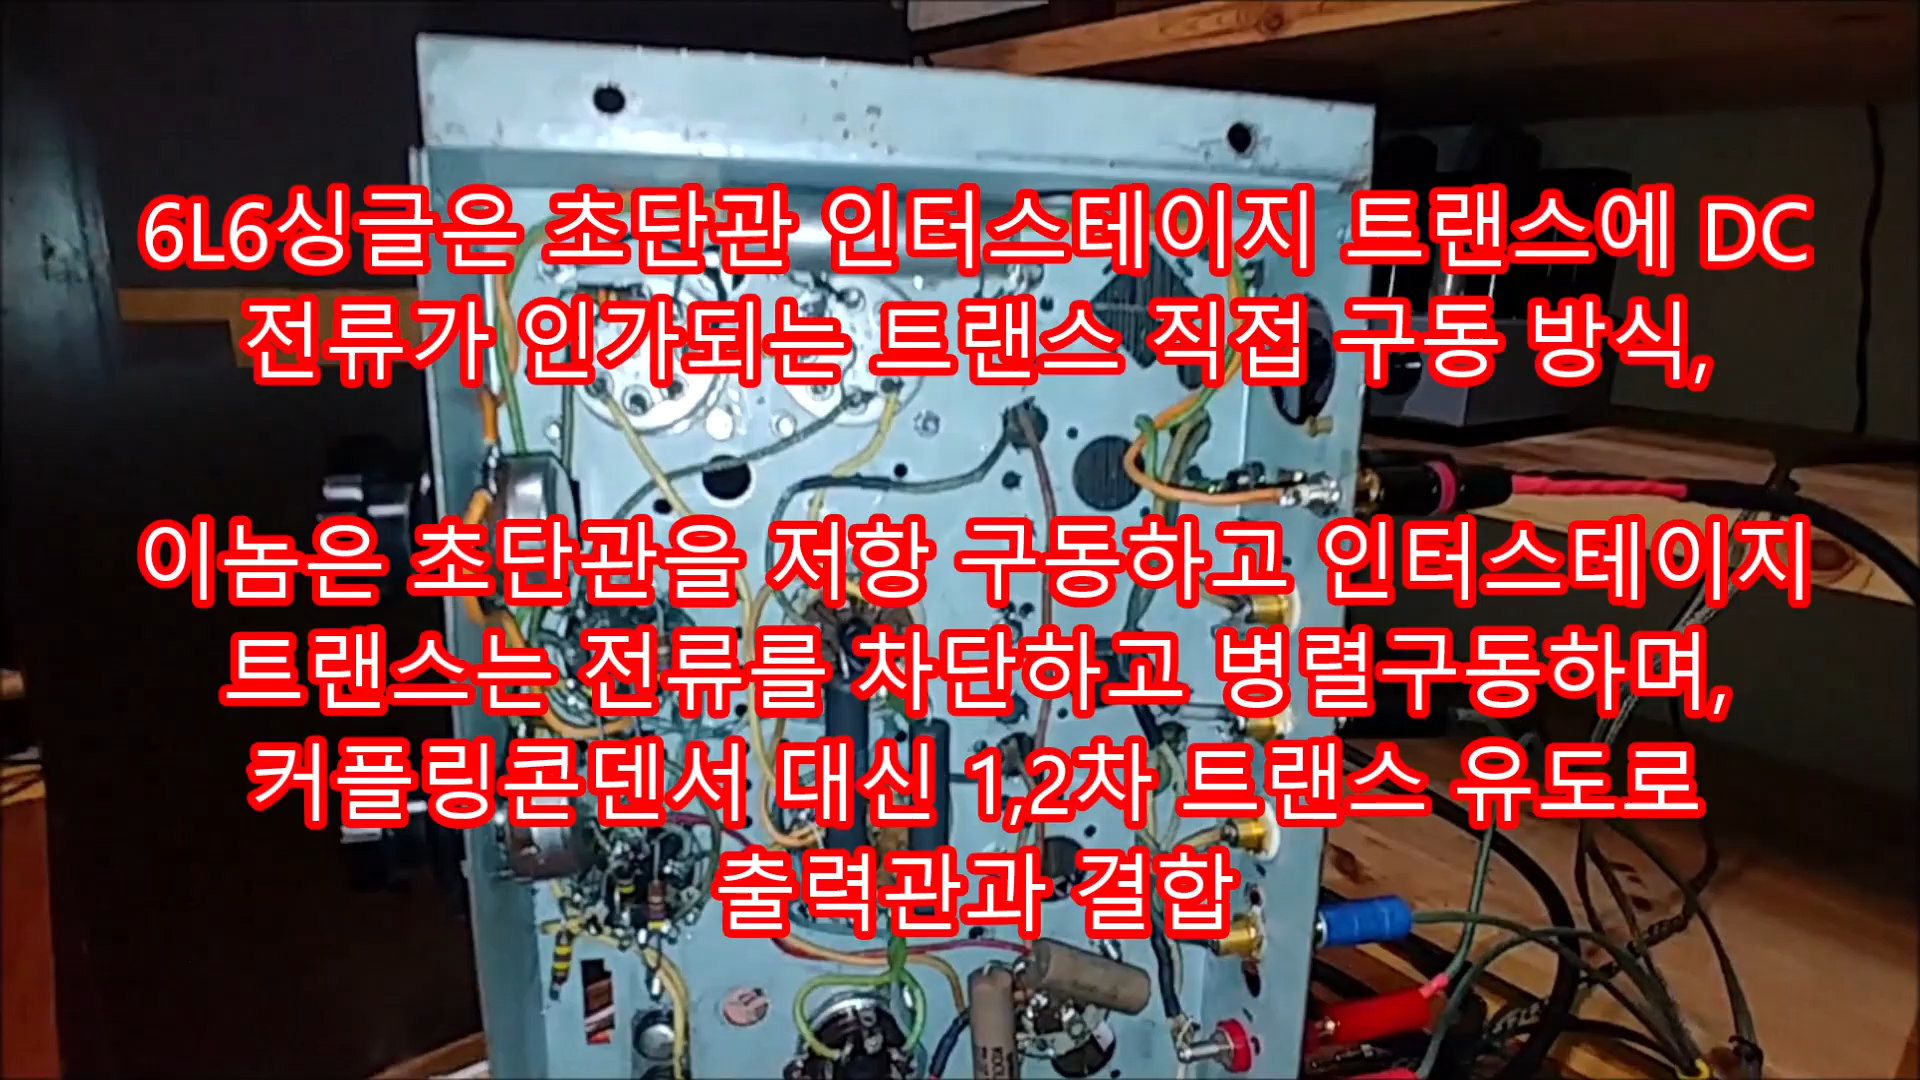 6L6싱글은 초단관 인터스테이지 트랜스에 DC
전류가 인가되는 트랜스 직접 구동 방식,
이놈은 초단관을 저항 구동하고 인터스테이지
트랜스는 전류를 차단하고 병렬구동하며,
커플링콘덴서 대신 1,2차 트랜스 유도로
출력관과 결합